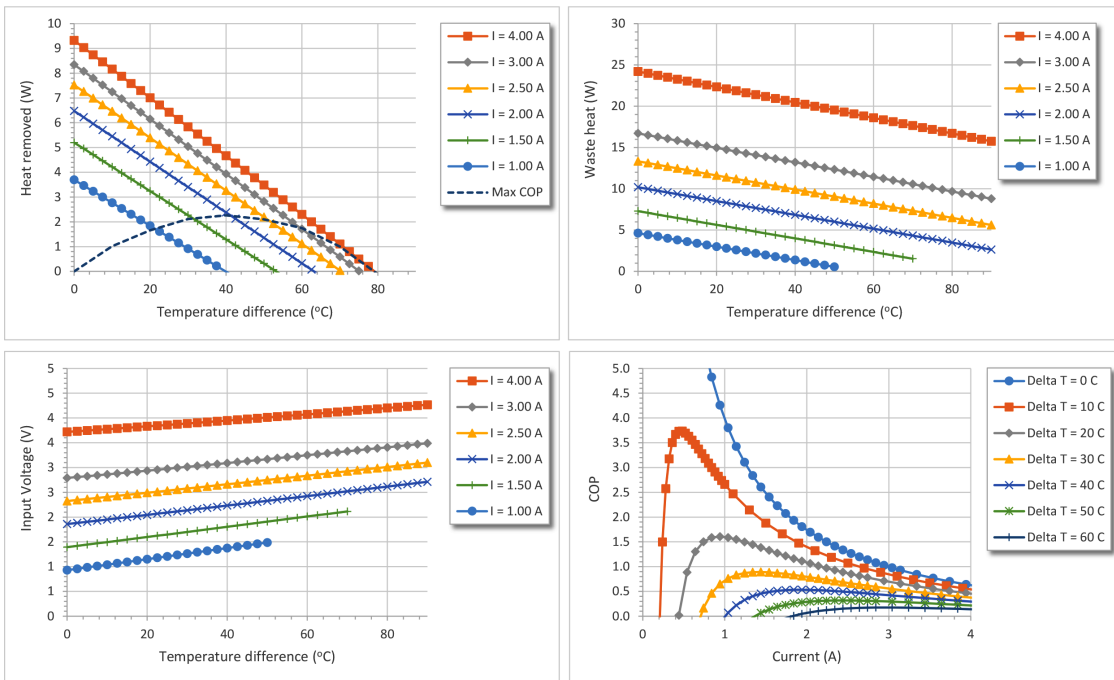 Heat removed (W)
10
9
8
7
6
5
4
3
2
1
0
0 20 40 60 80
Temperature difference (°C)
I = 4.00 A
I = 3.00 A
I = 2.50 A
I = 2.00 A
I = 1.50 A
I = 1.00 A
Max COP
Waste heat (W)
30
25
20
15
10
5
0
0 20 40 60 80
Temperature difference (°C)
I = 4.00 A
I = 3.00 A
I = 2.50 A
I = 2.00 A
I = 1.50 A
I = 1.00 A
Input Voltage (V)
5
5
4
4
3
3
2
2
1
1
0
0 20 40 60 80
Temperature difference (°C)
I = 4.00 A
I = 3.00 A
I = 2.50 A
I = 2.00 A
I = 1.50 A
I = 1.00 A
COP
5.0
4.5
4.0
3.5
3.0
2.5
2.0
1.5
1.0
0.5
0.0
0 1 2 3 4
Current (A)
Delta T = 0 C
Delta T = 10 C
Delta T = 20 C
Delta T = 30 C
Delta T = 40 C
Delta T = 50 C
Delta T = 60 C